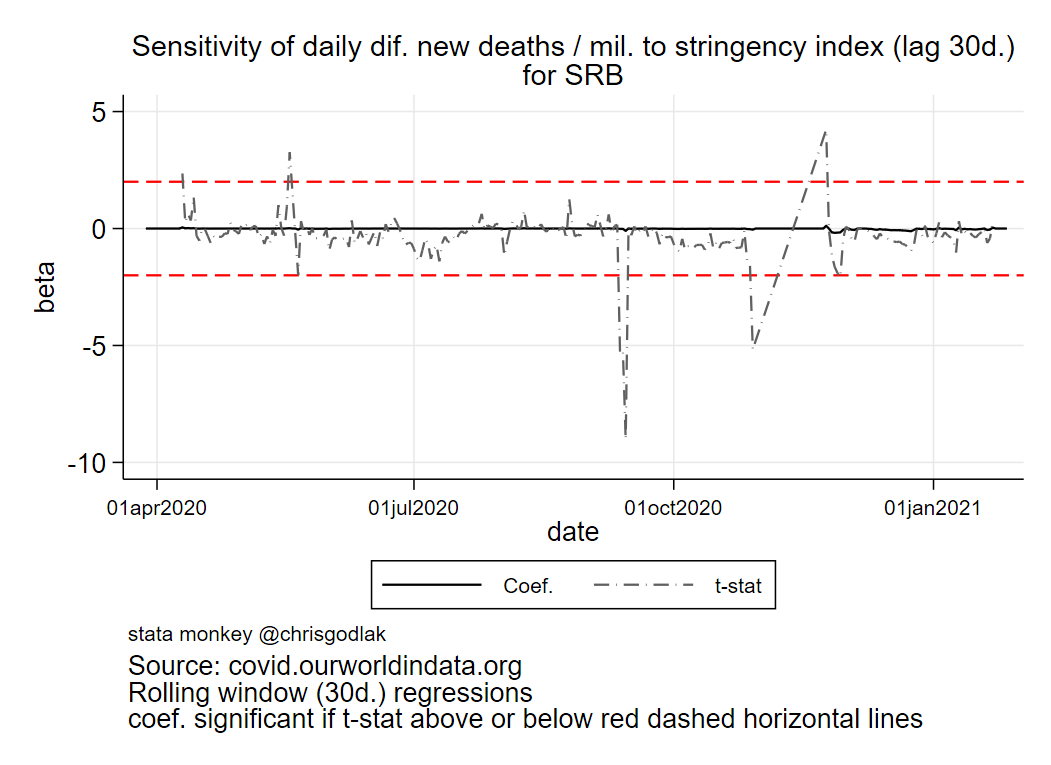 Sensitivity of daily dif. new deaths / mil. to stringency index (lag 30d.)
for SRB
5
0
-5
-10
beta
01apr2020
01jul2020
01oct2020
01jan2021
date
Coef.
t-stat
stata monkey @chrisgodlak
Source: covid.ourworldindata.org
Rolling window (30d.) regressions
coef. significant if t-stat above or below red dashed horizontal lines